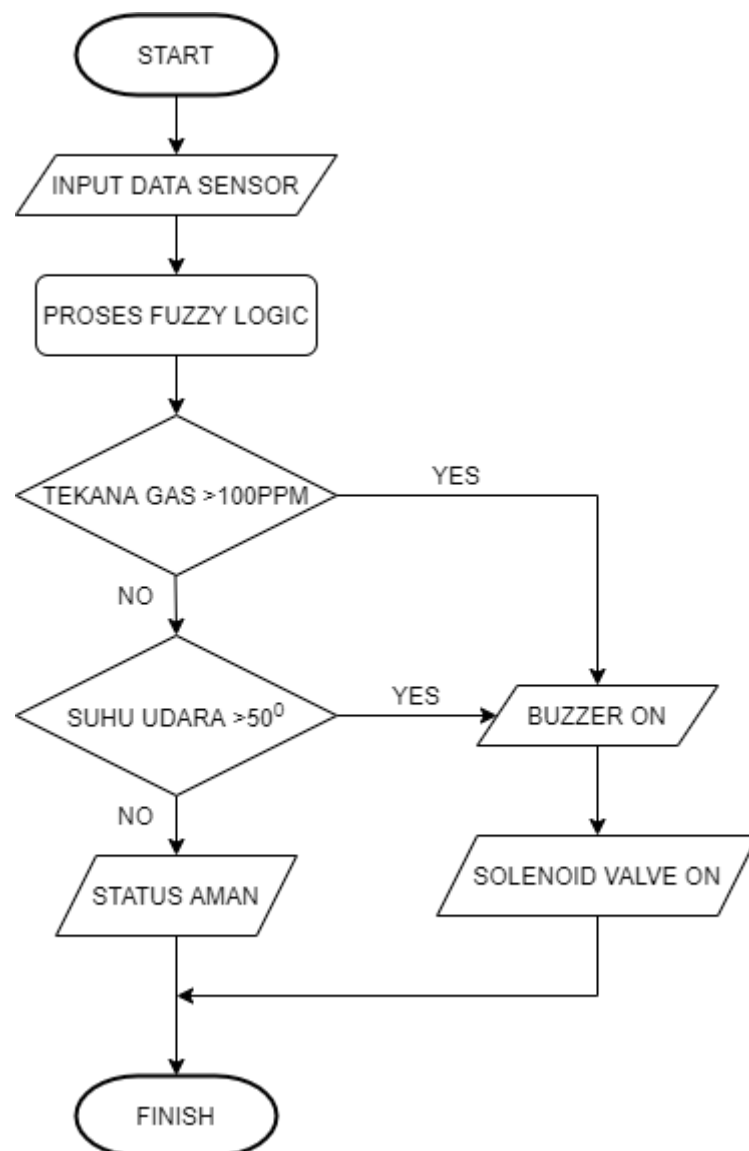 START
INPUT DATA SENSOR
PROSES FUZZY LOGIC
TEKANA GAS >100PPM
YES
NO
SUHU UDARA >50⁰
YES
BUZZER ON
NO
STATUS AMAN
SOLENOID VALVE ON
FINISH